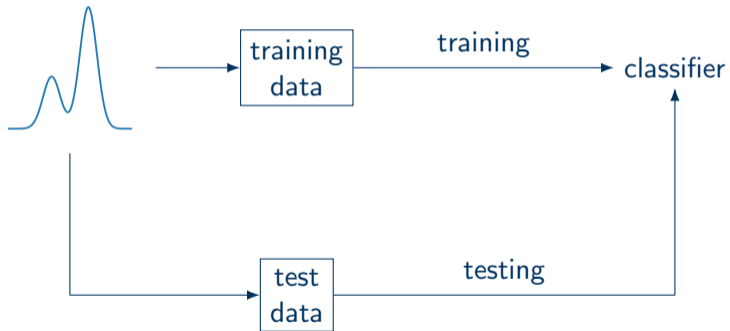 training
data
training
classifier
test
data
testing